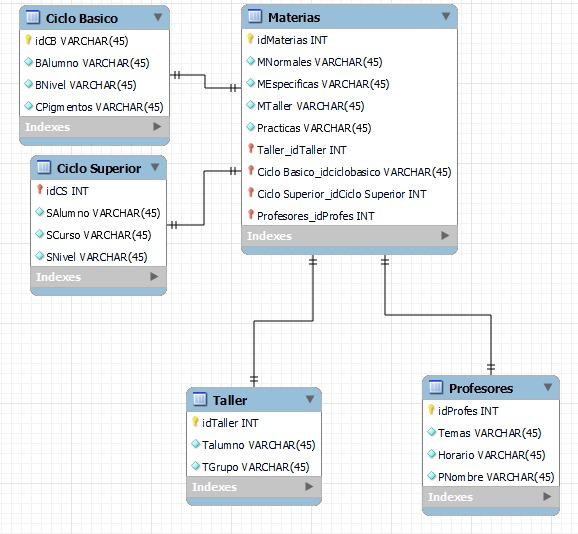 Ciclo Basico
idCB VARCHAR(45)
BAlumno VARCHAR(45)
BNivel VARCHAR(45)
CPigmentos VARCHAR(45)
Indexes
Materias
idMaterias INT
MNormales VARCHAR(45)
MEspecificas VARCHAR(45)
MTaller VARCHAR(45)
Practicas VARCHAR(45)
Taller_idTaller INT
Ciclo Basico_idciclobasico VARCHAR(45)
Ciclo Superior_idCiclo Superior INT
Profesores_idProfes INT
Indexes
Ciclo Superior
idCS INT
SAlumno VARCHAR(45)
SCurso VARCHAR(45)
SNivel VARCHAR(45)
Indexes
Taller
idTaller INT
Talumno VARCHAR(45)
TGrupo VARCHAR(45)
Indexes
Profesores
idProfes INT
Temas VARCHAR(45)
Horario VARCHAR(45)
PNombre VARCHAR(45)
Indexes